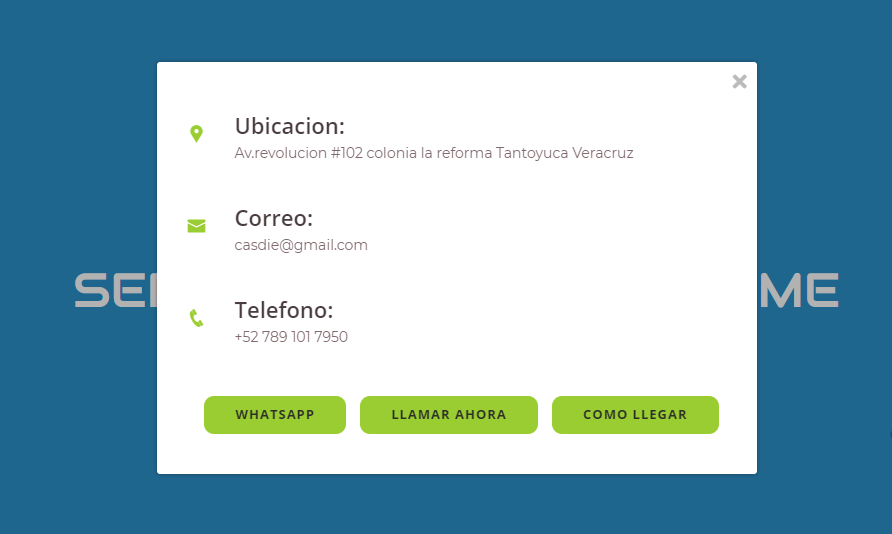 Ubicacion:
Av.revolucion #102 colonia la reforma Tantoyuca Veracruz
Correo:
casdie@gmail.com
Telefono:
+52 789 101 7950
WHATSAPP
LLAMAR AHORA
COMO LLEGAR